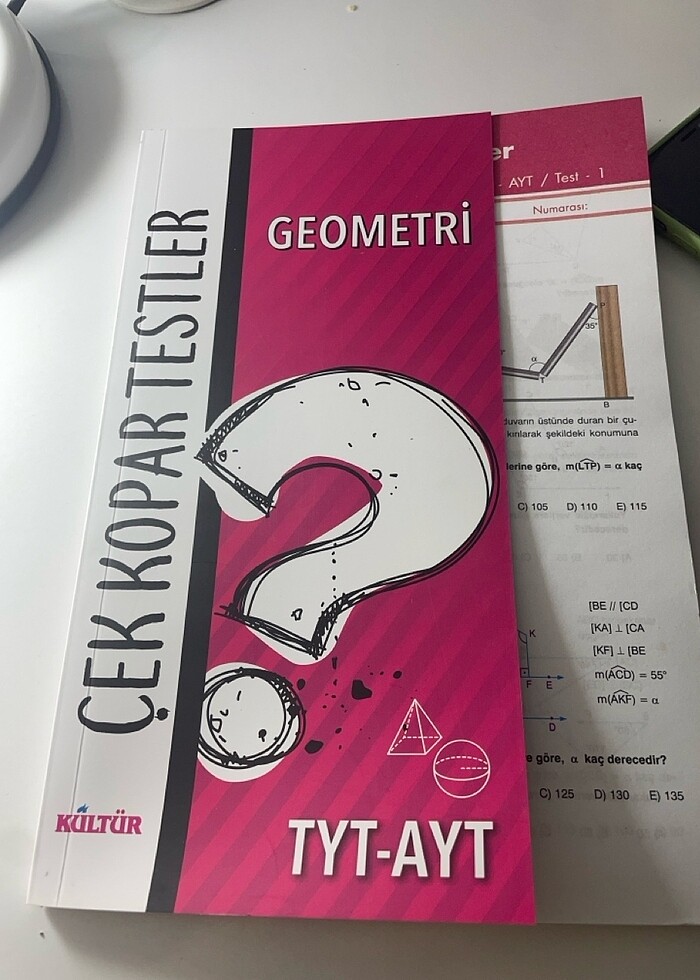 ÇEK KOPAR TESTLER
GEOMETRİ
TYT-AYT
KÜLTÜR
er
- AYT / Test - 1
Numarası:
P
35°
α
T
B
duvarın üstünde duran bir çu-
kırılarak şekildeki konumuna
lerine göre, m(LTP) = α kaç
C) 105 D) 110 E) 115
K
F E
D
[BE // [CD
[KA] ⊥ [CA
[KF] ⊥ [BE
m(ACD) = 55°
m(AKF) = α
e göre, α kaç derecedir?
C) 125 D) 130 E) 135